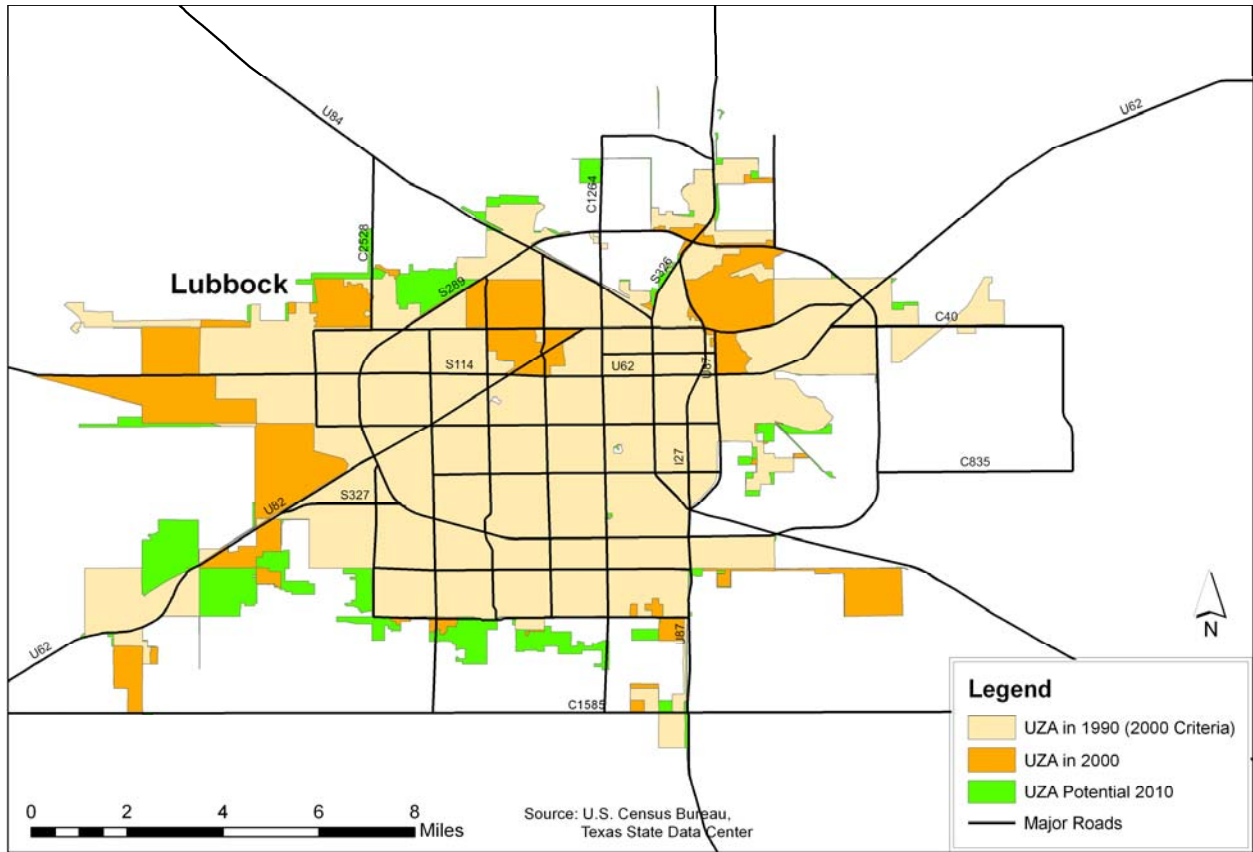 U84
U62
C1264
C2528
S326
Lubbock
S289
C40
S114
U62
U87
I27
C835
U82
S327
U87
U62
C1585
N
Legend
UZA in 1990 (2000 Criteria)
UZA in 2000
UZA Potential 2010
Major Roads
0 2 4 6 8
Miles
Source: U.S. Census Bureau,
Texas State Data Center